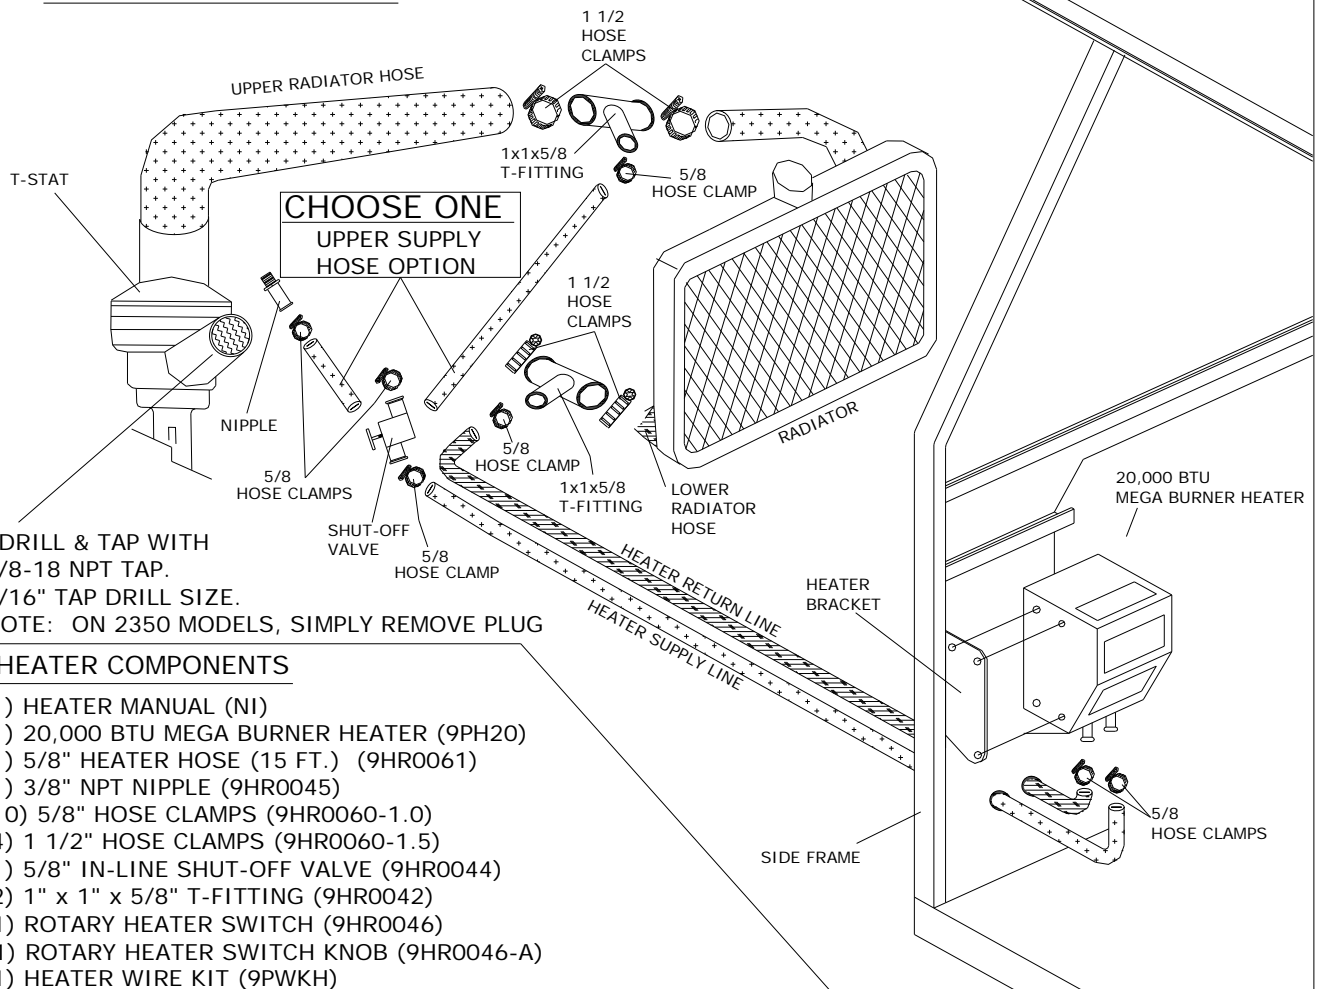 1 1/2
HOSE
CLAMPS
UPPER RADIATOR HOSE
T-STAT
1x1x5/8
T-FITTING
5/8
HOSE CLAMP
CHOOSE ONE
UPPER SUPPLY
HOSE OPTION
1 1/2
HOSE
CLAMPS
NIPPLE
RADIATOR
5/8
HOSE CLAMPS
5/8
HOSE CLAMP
1x1x5/8
T-FITTING
LOWER
RADIATOR
HOSE
20,000 BTU
MEGA BURNER HEATER
SHUT-OFF
VALVE
5/8
HOSE CLAMP
DRILL & TAP WITH
/8-18 NPT TAP.
/16" TAP DRILL SIZE.
OTE: ON 2350 MODELS, SIMPLY REMOVE PLUG
HEATER RETURN LINE
HEATER SUPPLY LINE
HEATER
BRACKET
HEATER COMPONENTS
) HEATER MANUAL (NI)
) 20,000 BTU MEGA BURNER HEATER (9PH20)
) 5/8" HEATER HOSE (15 FT.) (9HR0061)
) 3/8" NPT NIPPLE (9HR0045)
0) 5/8" HOSE CLAMPS (9HR0060-1.0)
4) 1 1/2" HOSE CLAMPS (9HR0060-1.5)
) 5/8" IN-LINE SHUT-OFF VALVE (9HR0044)
2) 1" x 1" x 5/8" T-FITTING (9HR0042)
1) ROTARY HEATER SWITCH (9HR0046)
1) ROTARY HEATER SWITCH KNOB (9HR0046-A)
1) HEATER WIRE KIT (9PWKH)
5/8
HOSE CLAMPS
SIDE FRAME